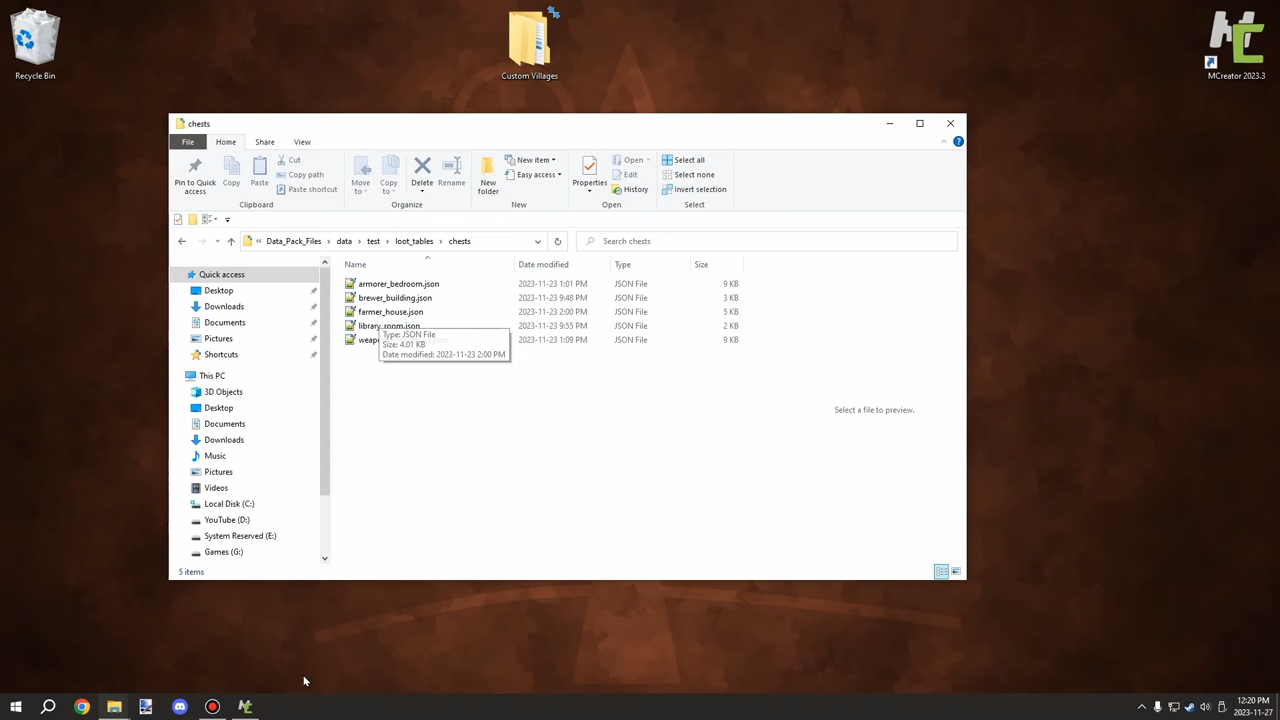 Recycle Bin
Custom Villages
MCreator 2023.3
chests
File Home Share View
Pin to Quick access
Copy
Paste
Cut
Copy path
Paste shortcut
Clipboard
Move to
Copy to
Delete
Rename
Organize
New folder
New item
Easy access
New
Properties
Open
Edit
History
Open
Select all
Select none
Invert selection
Select
« Data_Pack_Files › data › test › loot_tables › chests
Search chests
Name Date modified Type Size
armorer_bedroom.json 2023-11-23 1:01 PM JSON File 9 KB
brewer_building.json 2023-11-23 9:48 PM JSON File 3 KB
farmer_house.json 2023-11-23 2:00 PM JSON File 5 KB
library_room.json 2023-11-23 9:55 PM JSON File 2 KB
2023-11-23 1:09 PM JSON File 9 KB
Type: JSON File
Size: 4.01 KB
Date modified: 2023-11-23 2:00 PM
Quick access
Desktop
Downloads
Documents
Pictures
Shortcuts
This PC
3D Objects
Desktop
Documents
Downloads
Music
Pictures
Videos
Local Disk (C:)
YouTube (D:)
System Reserved (E:)
Games (G:)
Select a file to preview.
5 items
12:20 PM
2023-11-27